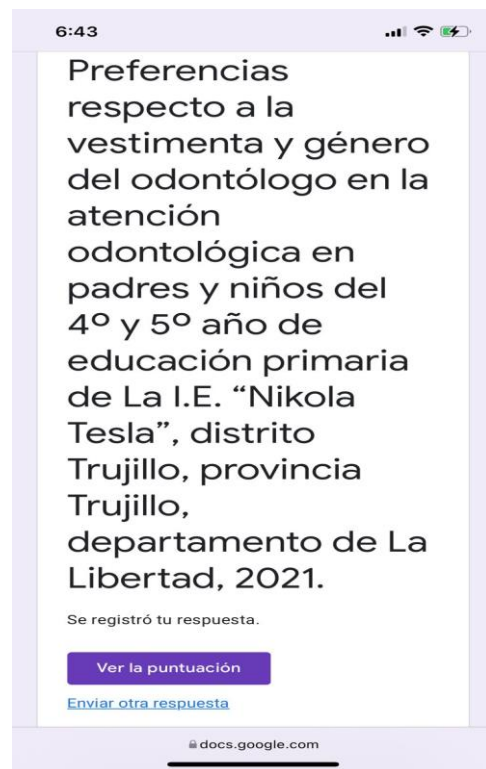 6:43
Preferencias
respecto a la
vestimenta y género
del odontólogo en la
atención
odontológica en
padres y niños del
4º y 5º año de
educación primaria
de La I.E. “Nikola
Tesla”, distrito
Trujillo, provincia
Trujillo,
departamento de La
Libertad, 2021.
Se registró tu respuesta.
Ver la puntuación
Enviar otra respuesta
docs.google.com